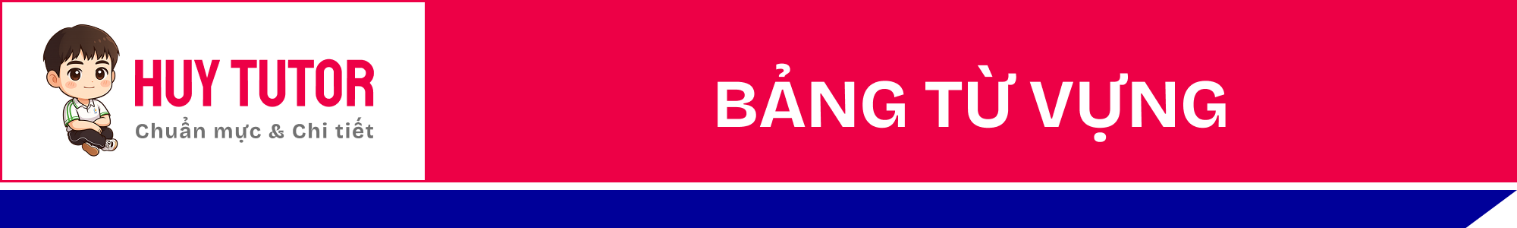 HUY TUTOR
Chuẩn mực & Chi tiết
BẢNG TỪ VỰNG